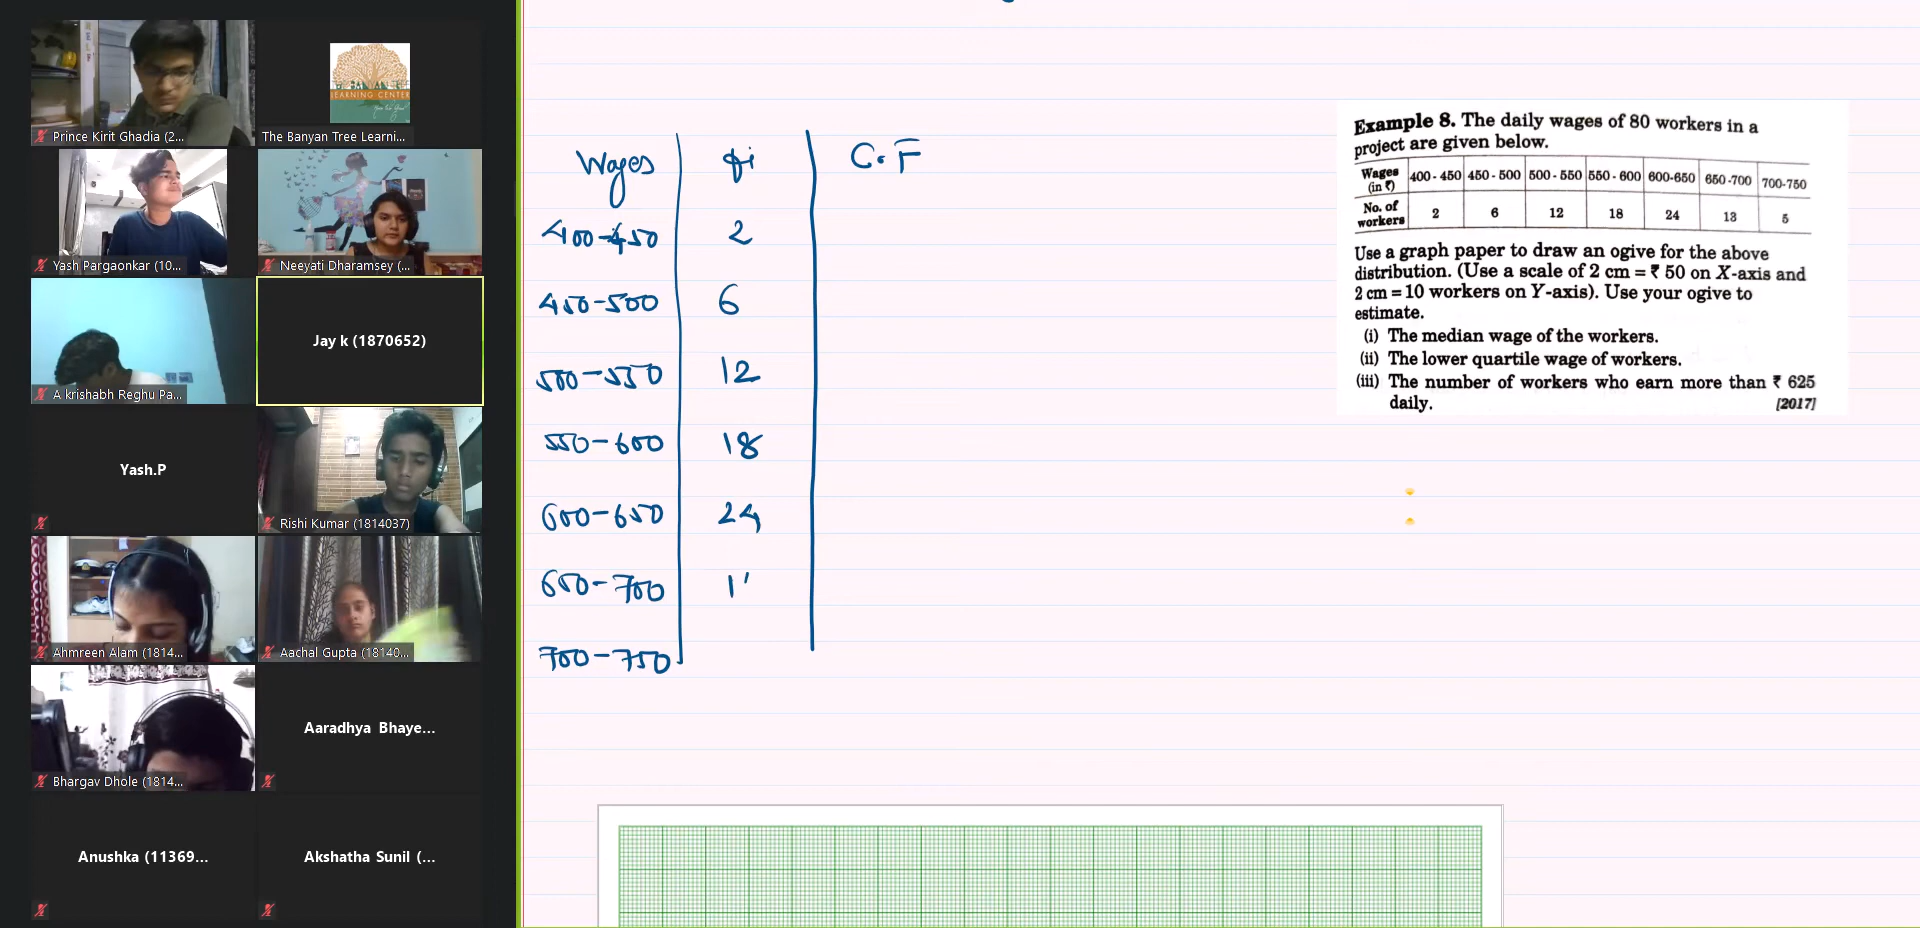 Prince Kirit Ghadia (2...
LEARNING CENTER
The Banyan Tree Learni...
Yash Pargaonkar (10...
Neeyati Dharamsey (...
A krishabh Reghu Pa...
Jay k (1870652)
Yash.P
Rishi Kumar (1814037)
Ahmreen Alam (1814...
Aachal Gupta (18140...
Bhargav Dhole (1814...
Aaradhya Bhaye...
Anushka (11369...
Akshatha Sunil (...
Wages fi C.F
400-450 2
450-500 6
500-550 12
550-600 18
600-650 24
650-700 1'
700-750
Example 8. The daily wages of 80 workers in a
project are given below.
Wages (in ₹) 400 - 450 450 - 500 500 - 550 550 - 600 600-650 650 -700 700-750
No. of workers 2 6 12 18 24 13 5
Use a graph paper to draw an ogive for the above
distribution. (Use a scale of 2 cm = ₹ 50 on X-axis and
2 cm = 10 workers on Y-axis). Use your ogive to
estimate.
(i) The median wage of the workers.
(ii) The lower quartile wage of workers.
(iii) The number of workers who earn more than ₹ 625
daily. [2017]